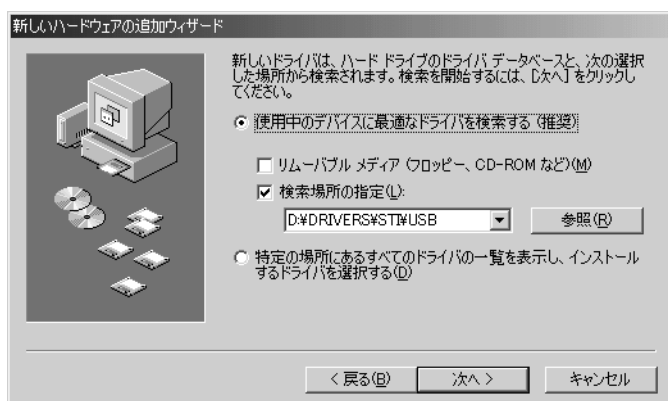 新しいハードウェアの追加ウィザード
新しいドライバは、ハード ドライブのドライバ データベースと、次の選択
した場所から検索されます。検索を開始するには、[次へ] をクリックし
てください。
使用中のデバイスに最適なドライバを検索する (推奨)
リムーバブル メディア (フロッピー、CD-ROM など)(M)
検索場所の指定(L):
D:¥DRIVERS¥STI¥USB
参照(R)
特定の場所にあるすべてのドライバの一覧を表示し、インストール
するドライバを選択する(D)
< 戻る(B)
次へ >
キャンセル